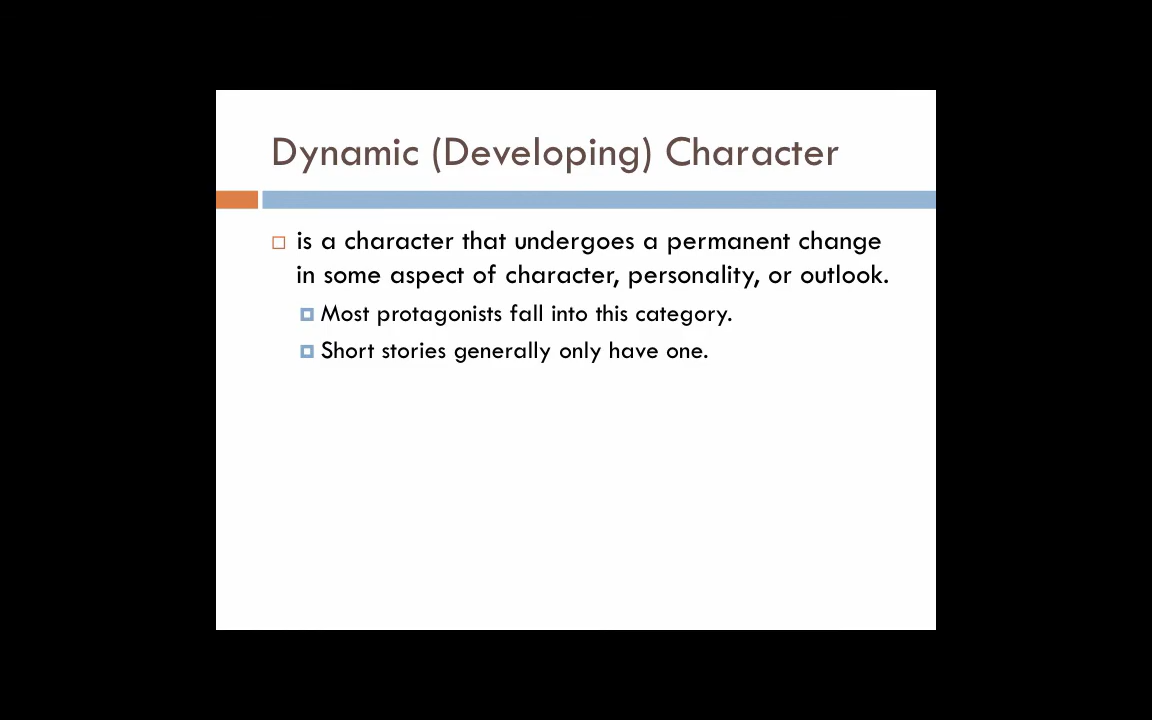 Dynamic (Developing) Character
is a character that undergoes a permanent change
in some aspect of character, personality, or outlook.
Most protagonists fall into this category.
Short stories generally only have one.